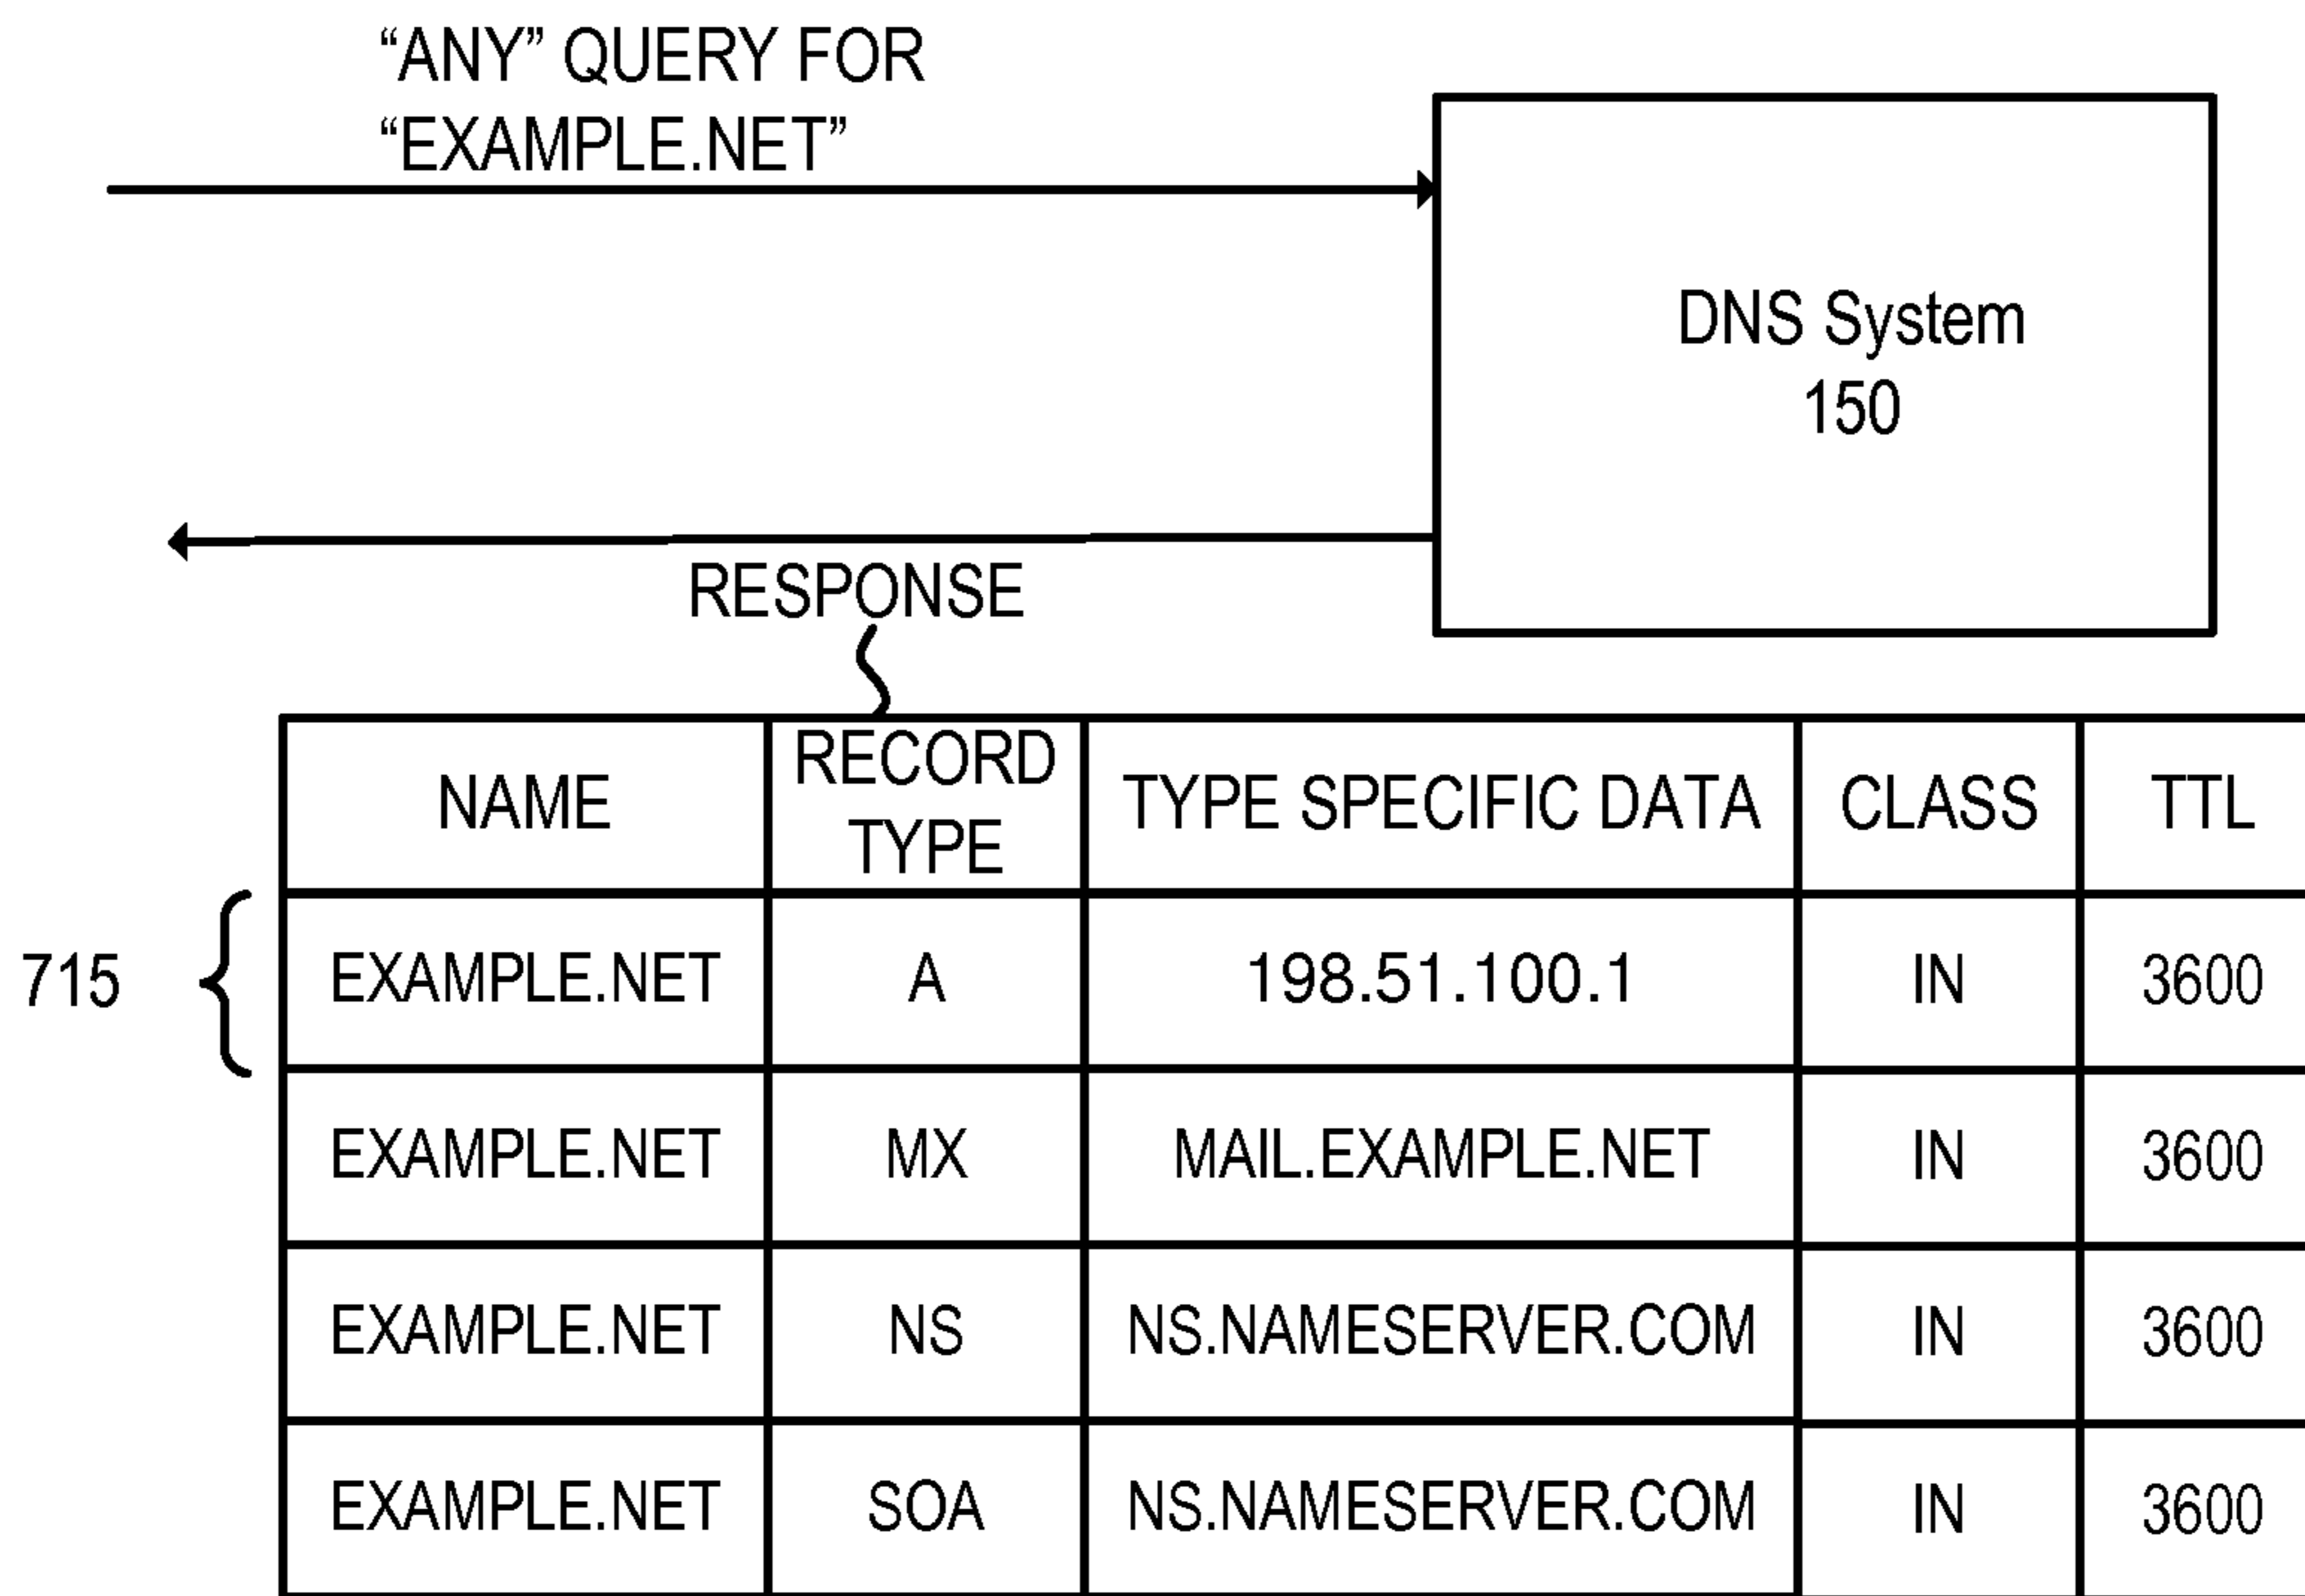 “ANY” QUERY FOR
“EXAMPLE.NET”
DNS System
150
RESPONSE
NAME RECORD TYPE TYPE SPECIFIC DATA CLASS TTL
715 EXAMPLE.NET A 198.51.100.1 IN 3600
EXAMPLE.NET MX MAIL.EXAMPLE.NET IN 3600
EXAMPLE.NET NS NS.NAMESERVER.COM IN 3600
EXAMPLE.NET SOA NS.NAMESERVER.COM IN 3600